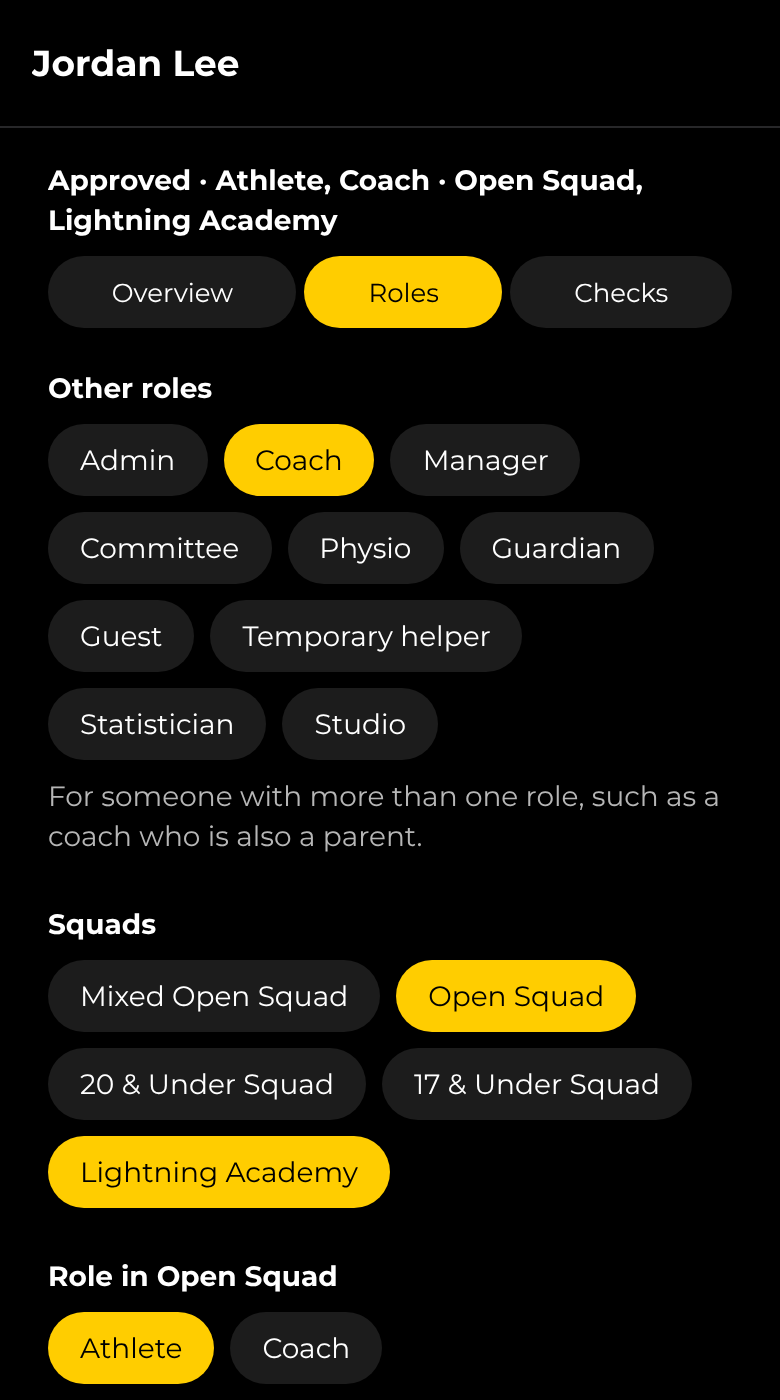 Jordan Lee
Approved · Athlete, Coach · Open Squad,
Lightning Academy
Overview Roles Checks
Other roles
Admin Coach Manager
Committee Physio Guardian
Guest Temporary helper
Statistician Studio
For someone with more than one role, such as a
coach who is also a parent.
Squads
Mixed Open Squad Open Squad
20 & Under Squad 17 & Under Squad
Lightning Academy
Role in Open Squad
Athlete Coach